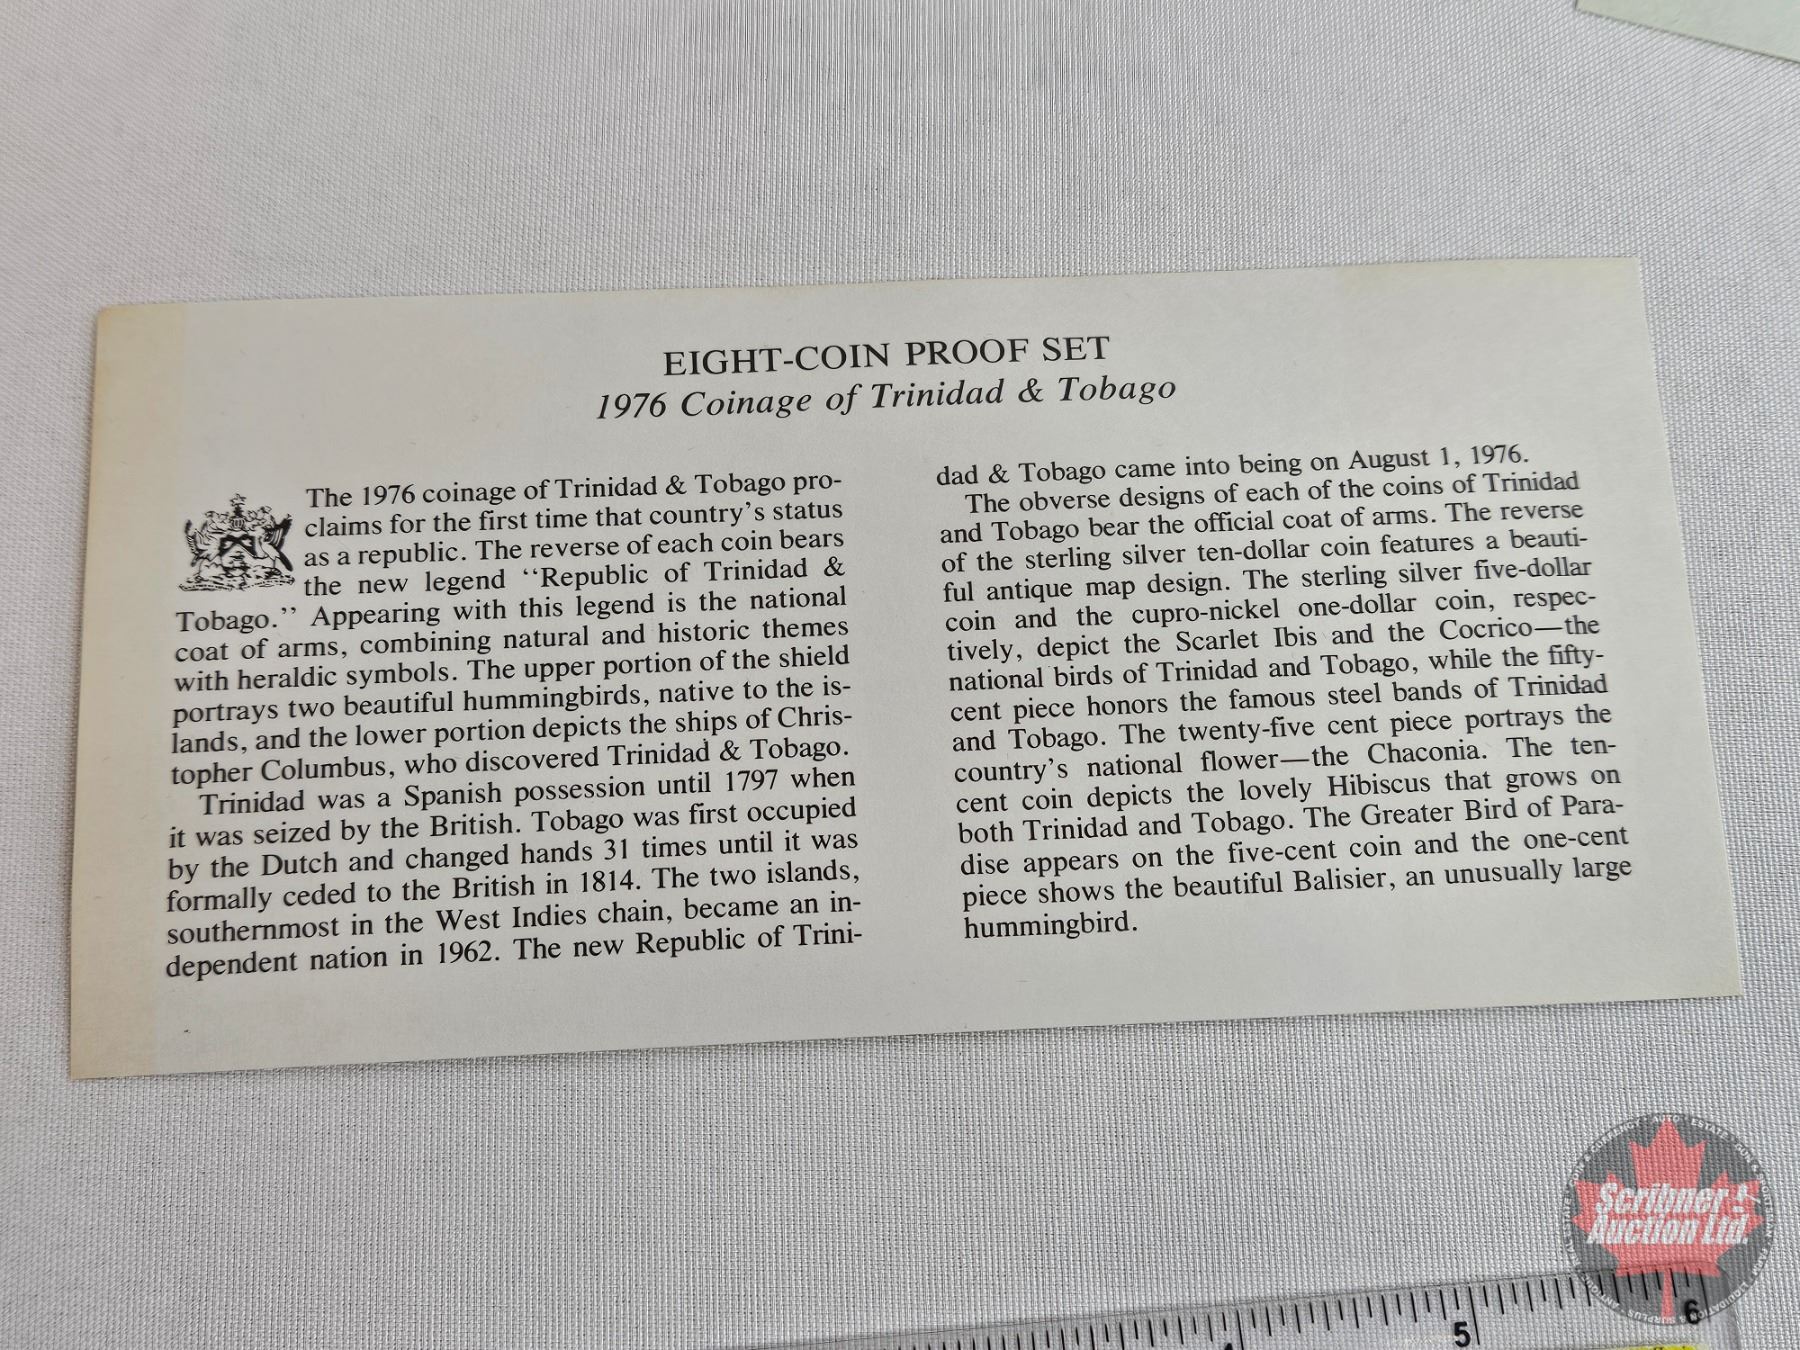 EIGHT-COIN PROOF SET
1976 Coinage of Trinidad & Tobago
The 1976 coinage of Trinidad & Tobago pro-
claims for the first time that country's status
as a republic. The reverse of each coin bears
the new legend ‘‘Republic of Trinidad &
Tobago.’’ Appearing with this legend is the national
coat of arms, combining natural and historic themes
with heraldic symbols. The upper portion of the shield
portrays two beautiful hummingbirds, native to the is-
lands, and the lower portion depicts the ships of Chris-
topher Columbus, who discovered Trinidad & Tobago.
Trinidad was a Spanish possession until 1797 when
it was seized by the British. Tobago was first occupied
by the Dutch and changed hands 31 times until it was
formally ceded to the British in 1814. The two islands,
southernmost in the West Indies chain, became an in-
dependent nation in 1962. The new Republic of Trini-
dad & Tobago came into being on August 1, 1976.
The obverse designs of each of the coins of Trinidad
and Tobago bear the official coat of arms. The reverse
of the sterling silver ten-dollar coin features a beauti-
ful antique map design. The sterling silver five-dollar
coin and the cupro-nickel one-dollar coin, respec-
tively, depict the Scarlet Ibis and the Cocrico—the
national birds of Trinidad and Tobago, while the fifty-
cent piece honors the famous steel bands of Trinidad
and Tobago. The twenty-five cent piece portrays the
country's national flower—the Chaconia. The ten-
cent coin depicts the lovely Hibiscus that grows on
both Trinidad and Tobago. The Greater Bird of Para-
dise appears on the five-cent coin and the one-cent
piece shows the beautiful Balisier, an unusually large
hummingbird.
Scribner
Auction Ltd.
5
6